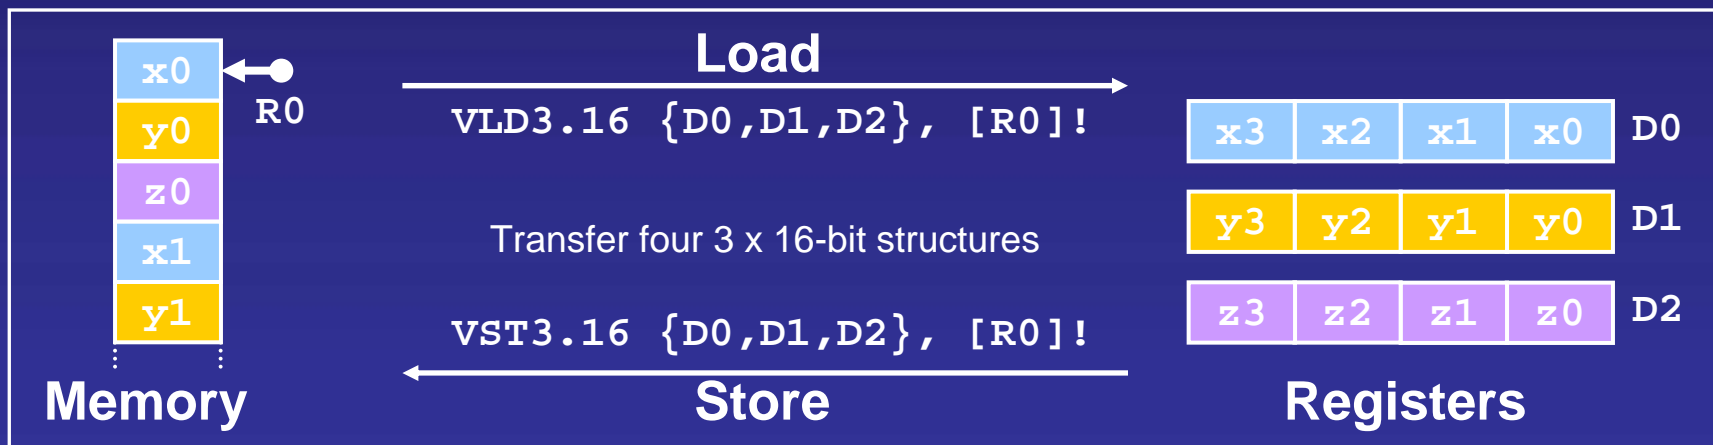 x0
y0
z0
x1
y1
R0
Memory
Load
VLD3.16 {D0,D1,D2}, [R0]!
Transfer four 3 x 16-bit structures
VST3.16 {D0,D1,D2}, [R0]!
Store
x3 x2 x1 x0 D0
y3 y2 y1 y0 D1
z3 z2 z1 z0 D2
Registers